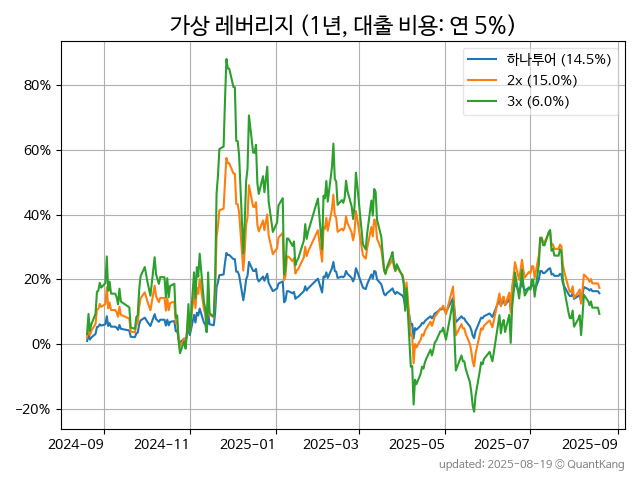 가상 레버리지 (1년, 대출 비용: 연 5%)
하나투어 (14.5%)
2x (15.0%)
3x (6.0%)
80%
60%
40%
20%
0%
−20%
2024-09 2024-11 2025-01 2025-03 2025-05 2025-07 2025-09
updated: 2025-08-19 © QuantKang